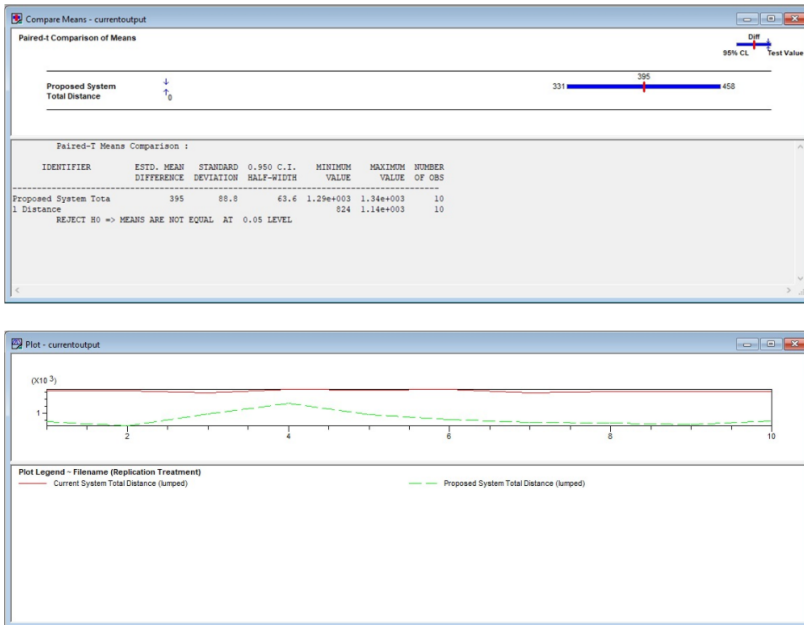 Compare Means - currentoutput
Paired-t Comparison of Means
Diff
95% CL Test Value
395
Proposed System
Total Distance
0
331
458
Paired-T Means Comparison :
IDENTIFIER ESTD. MEAN STANDARD 0.950 C.I. MINIMUM MAXIMUM NUMBER
DIFFERENCE DEVIATION HALF-WIDTH VALUE VALUE OF OBS
Proposed System Tota 395 88.8 63.6 1.29e+003 1.34e+003 10
l Distance 824 1.14e+003 10
REJECT H0 => MEANS ARE NOT EQUAL AT 0.05 LEVEL
Plot - currentoutput
(X10 3)
1
2 4 6 8 10
Plot Legend ~ Filename (Replication Treatment)
Current System Total Distance (lumped) Proposed System Total Distance (lumped)